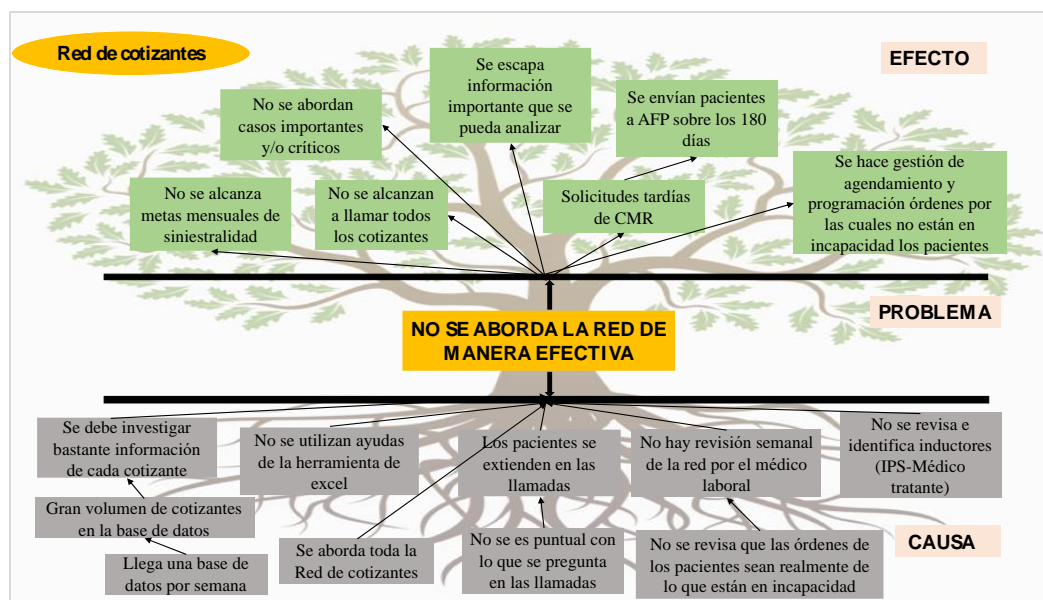 Red de cotizantes
EFECTO
Se escapa
información
importante que se
pueda analizar
No se abordan
casos importantes
y/o críticos
Se envían pacientes
a AFP sobre los 180
días
No se alcanza
metas mensuales de
siniestralidad
No se alcanzan
a llamar todos
los cotizantes
Solicitudes tardías
de CMR
Se hace gestión de
agendamiento y
programación órdenes por
las cuales no están en
incapacidad los pacientes
PROBLEMA
NO SE ABORDA LA RED DE
MANERA EFECTIVA
Se debe investigar
bastante información
de cada cotizante
No se utilizan ayudas
de la herramienta de
excel
Los pacientes se
extienden en las
llamadas
No hay revisión semanal
de la red por el médico
laboral
No se revisa e
identifica inductores
(IPS-Médico
tratante)
Gran volumen de cotizantes
en la base de datos
Llega una base de
datos por semana
Se aborda toda la
Red de cotizantes
No se es puntual con
lo que se pregunta
en las llamadas
No se revisa que las órdenes de
los pacientes sean realmente de
lo que están en incapacidad
CAUSA